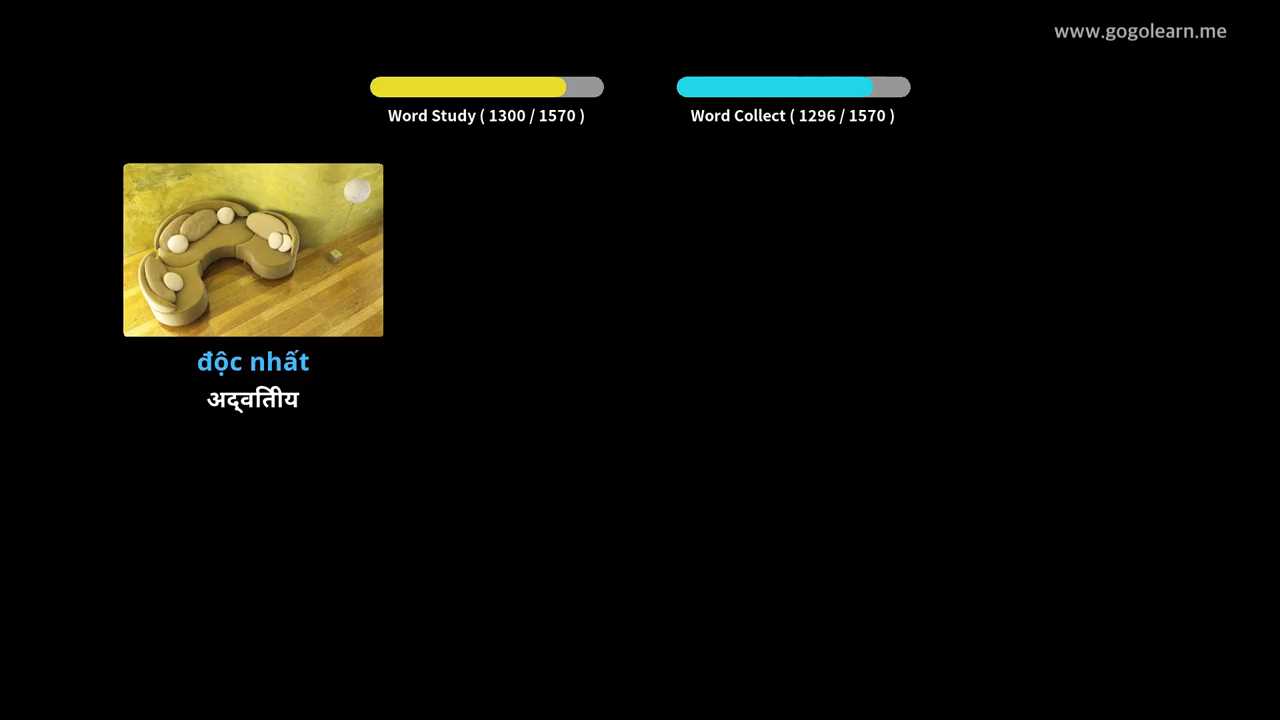 www.gogolearn.me
Word Study ( 1300 / 1570 )
Word Collect ( 1296 / 1570 )
độc nhất
अद्वितीय